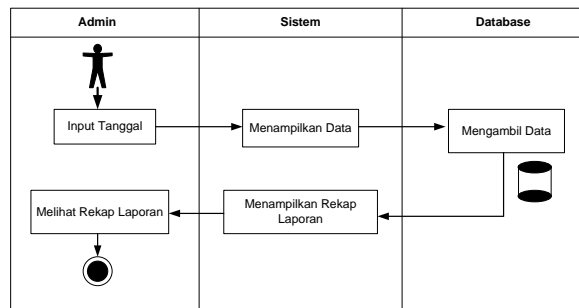 Admin
Sistem
Database
Input Tanggal
Menampilkan Data
Mengambil Data
Melihat Rekap Laporan
Menampilkan Rekap
Laporan